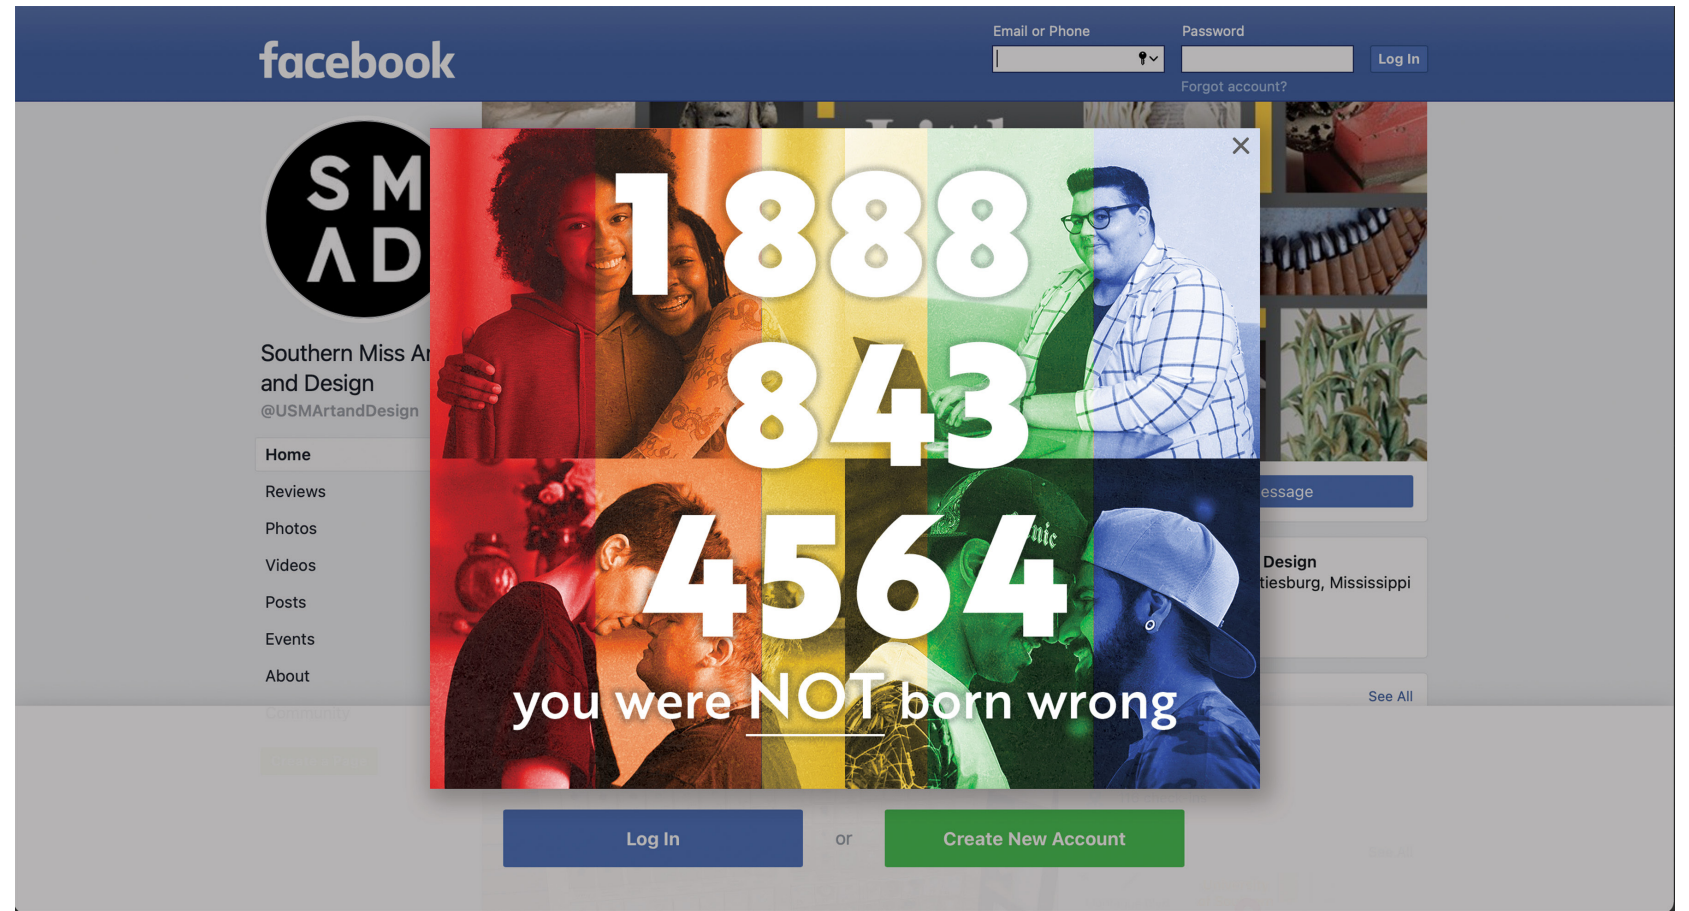 Email or Phone
Password
facebook
Log In
Forgot account?
S M
A D
1 888
843
4564
you were NOT born wrong
Southern Miss Ar
and Design
@USMArtandDesign
Home
Reviews
Photos
Videos
Posts
Events
About
Community
essage
Design
tiesburg, Mississippi
See All
Log In
or
Create New Account